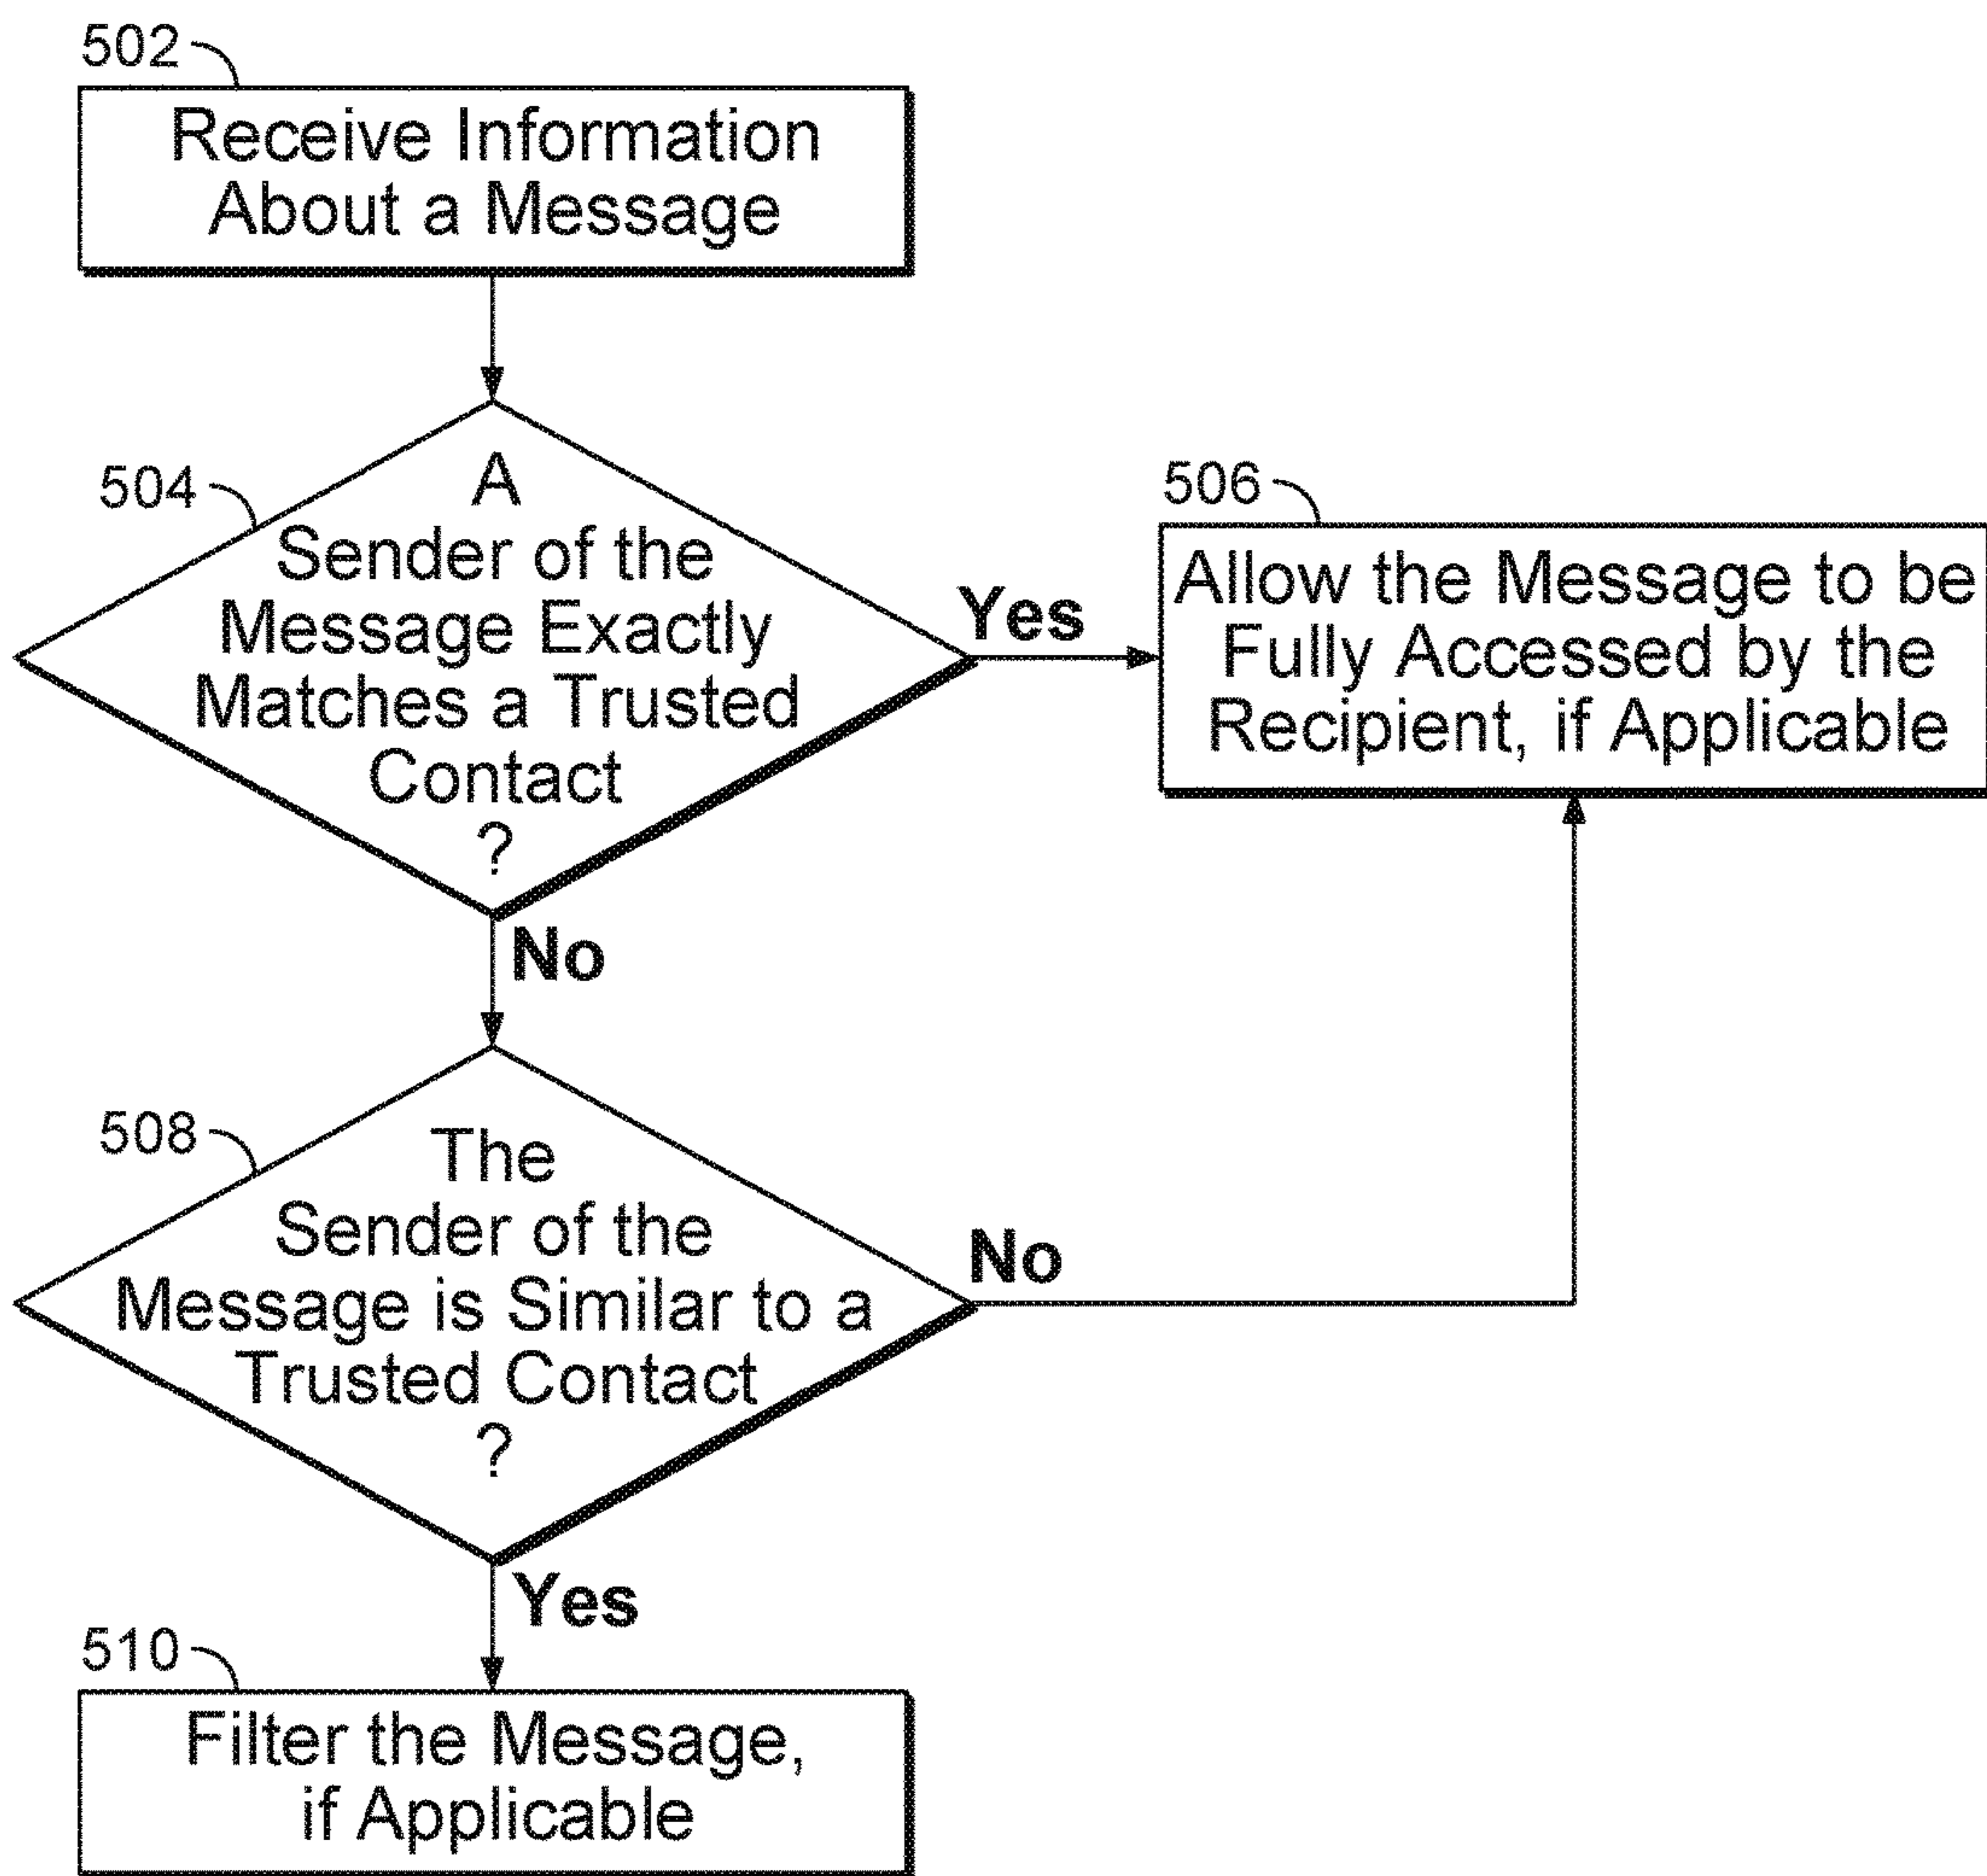 502
Receive Information
About a Message
504
A
Sender of the
Message Exactly
Matches a Trusted
Contact
?
Yes
506
Allow the Message to be
Fully Accessed by the
Recipient, if Applicable
No
508
The
Sender of the
Message is Similar to a
Trusted Contact
?
No
Yes
510
Filter the Message,
if Applicable